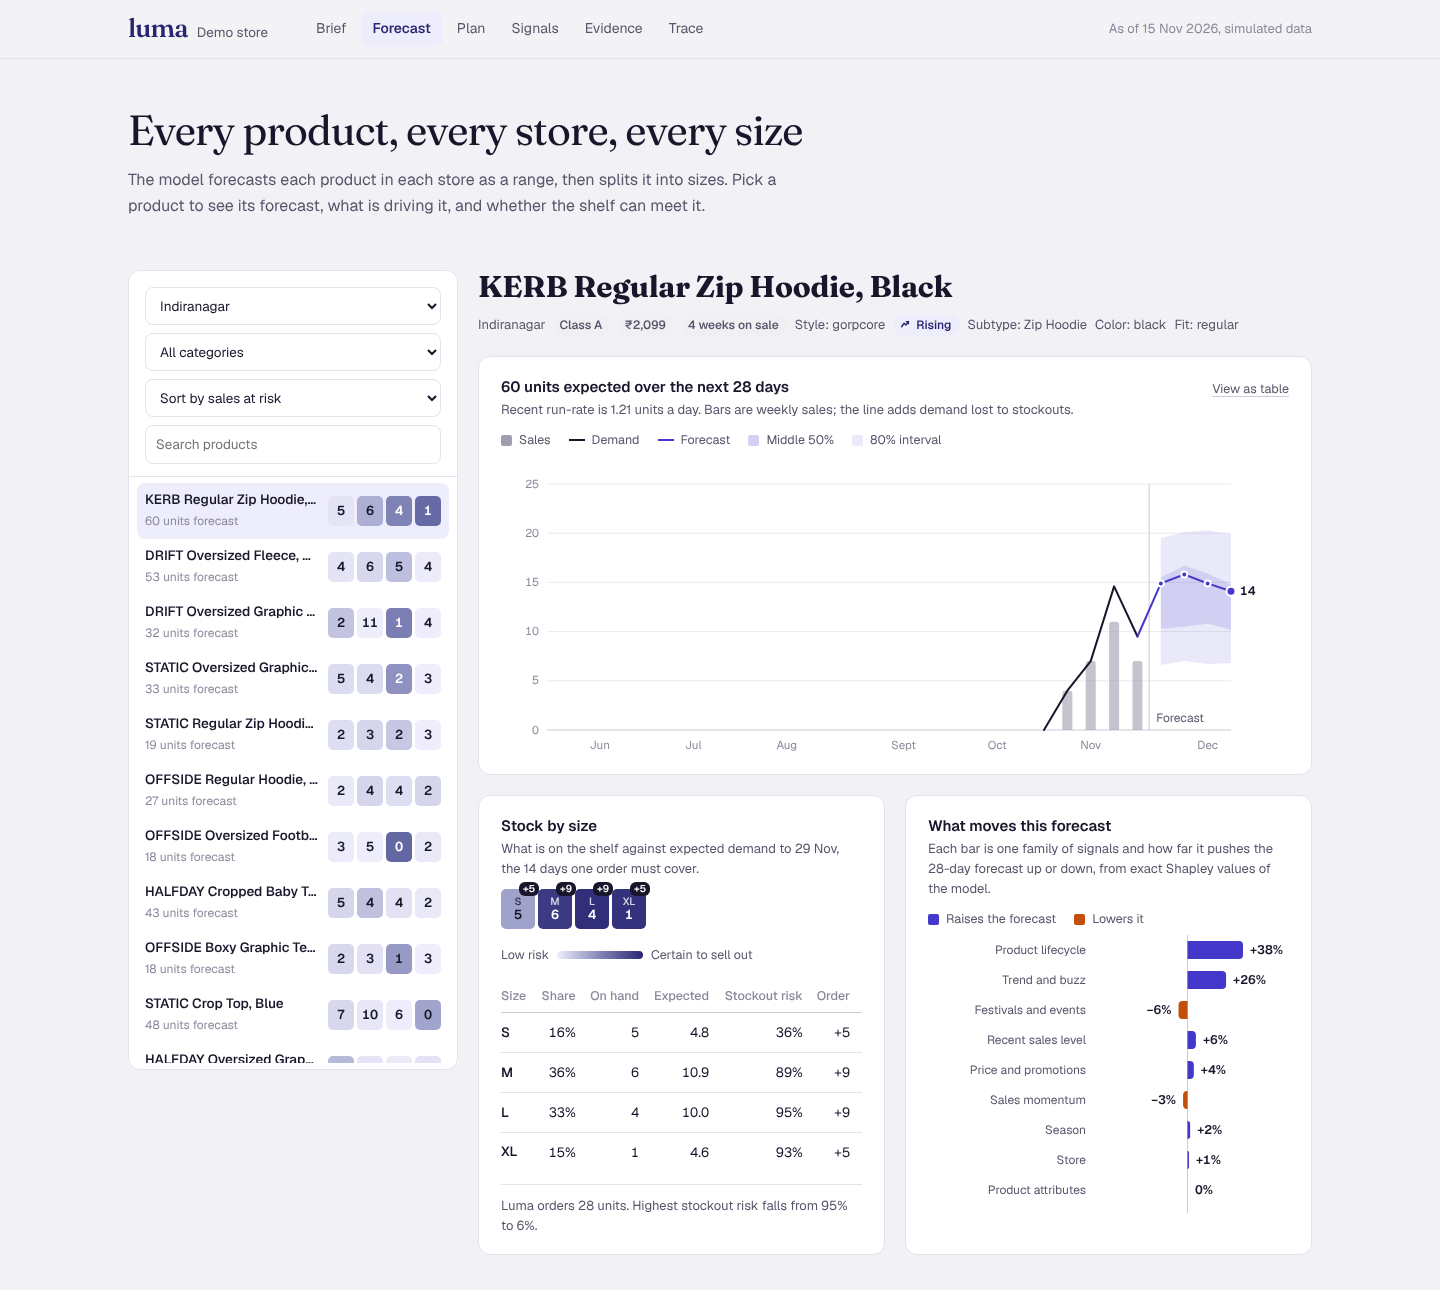 luma Demo store Brief Forecast Plan Signals Evidence Trace As of 15 Nov 2026, simulated data
Every product, every store, every size
The model forecasts each product in each store as a range, then splits it into sizes. Pick a
product to see its forecast, what is driving it, and whether the shelf can meet it.
Indiranagar
All categories
Sort by sales at risk
Search products
KERB Regular Zip Hoodie,...
60 units forecast
5 6 4 1
DRIFT Oversized Fleece, ...
53 units forecast
4 6 5 4
DRIFT Oversized Graphic ...
32 units forecast
2 11 1 4
STATIC Oversized Graphic...
33 units forecast
5 4 2 3
STATIC Regular Zip Hoodi...
19 units forecast
2 3 2 3
OFFSIDE Regular Hoodie, ...
27 units forecast
2 4 4 2
OFFSIDE Oversized Footb...
18 units forecast
3 5 0 2
HALFDAY Cropped Baby T...
43 units forecast
5 4 4 2
OFFSIDE Boxy Graphic Te...
18 units forecast
2 3 1 3
STATIC Crop Top, Blue
48 units forecast
7 10 6 0
HALFDAY Oversized Grap...
KERB Regular Zip Hoodie, Black
Indiranagar Class A ₹2,099 4 weeks on sale Style: gorpcore Rising Subtype: Zip Hoodie Color: black Fit: regular
60 units expected over the next 28 days
View as table
Recent run-rate is 1.21 units a day. Bars are weekly sales; the line adds demand lost to stockouts.
Sales Demand Forecast Middle 50% 80% interval
25
20
15
10
5
0
14
Forecast
Jun Jul Aug Sept Oct Nov Dec
Stock by size
What is on the shelf against expected demand to 29 Nov,
the 14 days one order must cover.
+5 +9 +9 +5
S M L XL
5 6 4 1
Low risk Certain to sell out
Size Share On hand Expected Stockout risk Order
S 16% 5 4.8 36% +5
M 36% 6 10.9 89% +9
L 33% 4 10.0 95% +9
XL 15% 1 4.6 93% +5
Luma orders 28 units. Highest stockout risk falls from 95%
to 6%.
What moves this forecast
Each bar is one family of signals and how far it pushes the
28-day forecast up or down, from exact Shapley values of
the model.
Raises the forecast Lowers it
Product lifecycle +38%
Trend and buzz +26%
Festivals and events −6%
Recent sales level +6%
Price and promotions +4%
Sales momentum −3%
Season +2%
Store +1%
Product attributes 0%